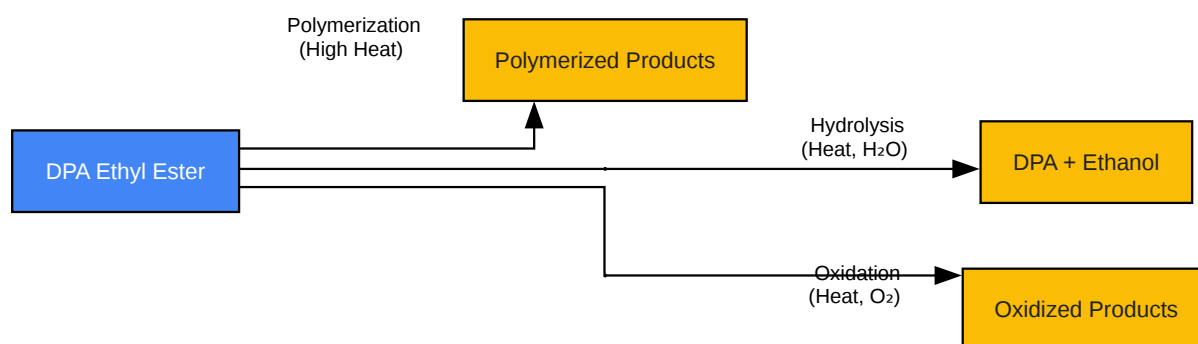 Polymerization
(High Heat)
Polymerized Products
DPA Ethyl Ester
Hydrolysis
(Heat, H₂O)
DPA + Ethanol
Oxidation
(Heat, O₂)
Oxidized Products